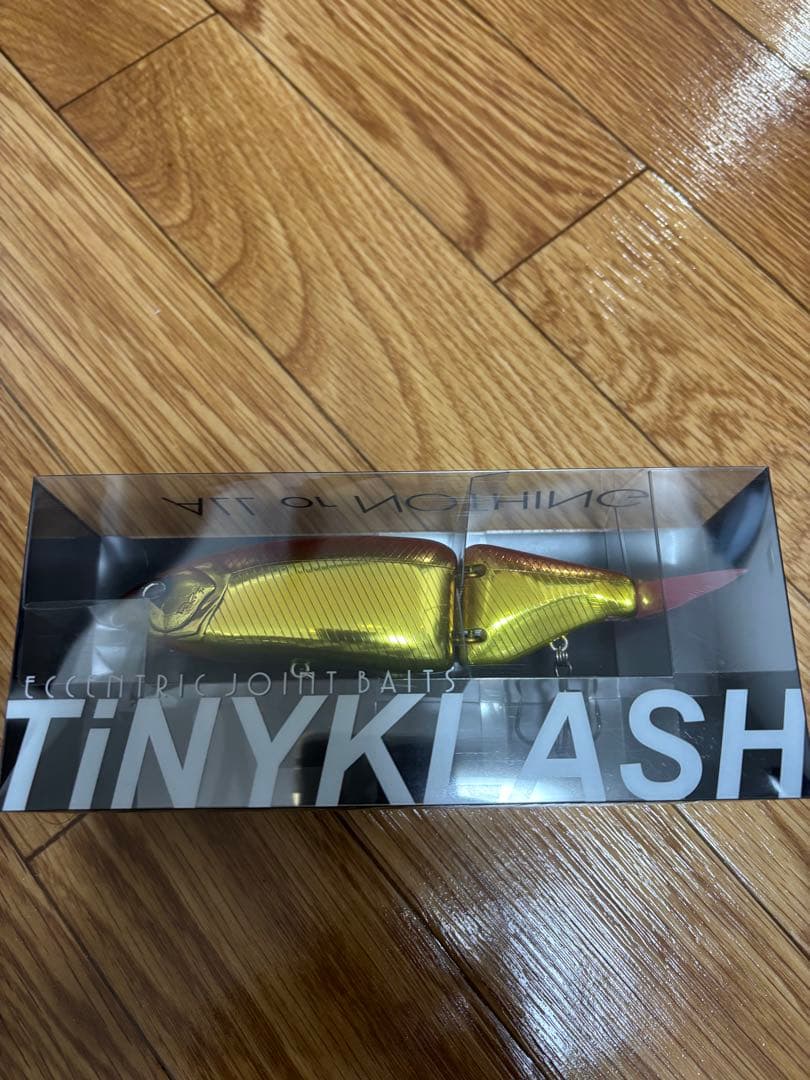 ALL OR NOTHING
ECCENTRIC JOINT BAITS
TiNYKLASH